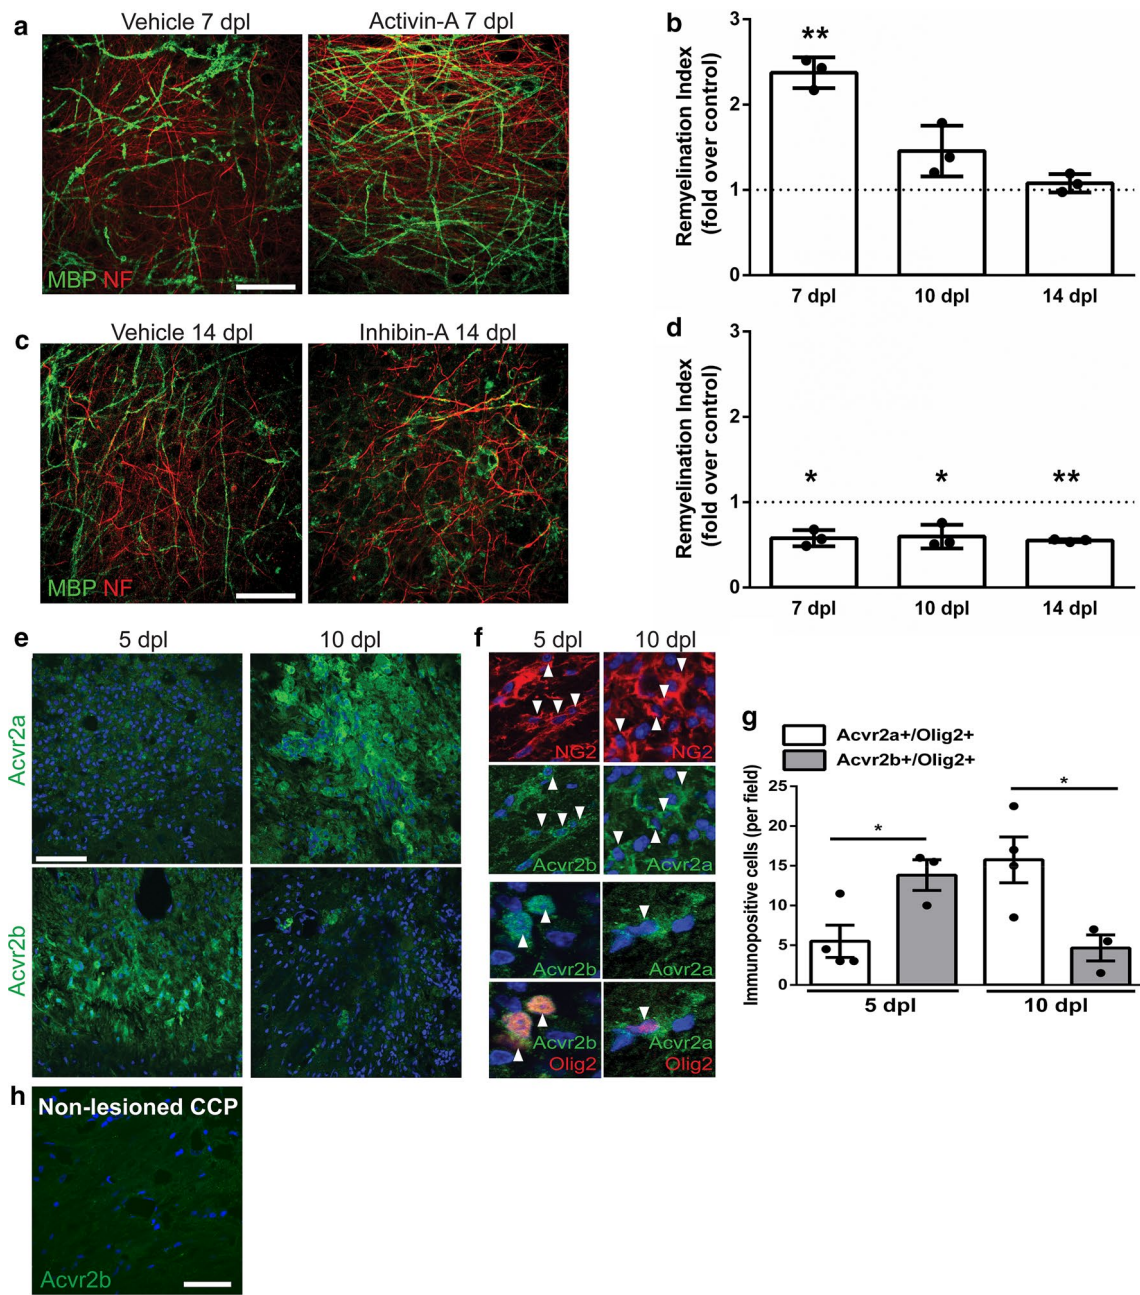 a
Vehicle 7 dpl
Activin-A 7 dpl
MBP NF
b
Remyelination Index
(fold over control)
3
2
1
0
**
7 dpl
10 dpl
14 dpl
c
Vehicle 14 dpl
Inhibin-A 14 dpl
MBP NF
d
Remyelination Index
(fold over control)
3
2
1
0
*
*
**
7 dpl
10 dpl
14 dpl
e
5 dpl
10 dpl
Acvr2a
Acvr2b
f
5 dpl
10 dpl
NG2
NG2
Acvr2b
Acvr2a
Acvr2b
Acvr2a
Acvr2b
Olig2
Acvr2a
Olig2
g
Acvr2a+/Olig2+
Acvr2b+/Olig2+
Immunopositive cells (per field)
25
20
15
10
5
0
*
*
5 dpl
10 dpl
h
Non-lesioned CCP
Acvr2b